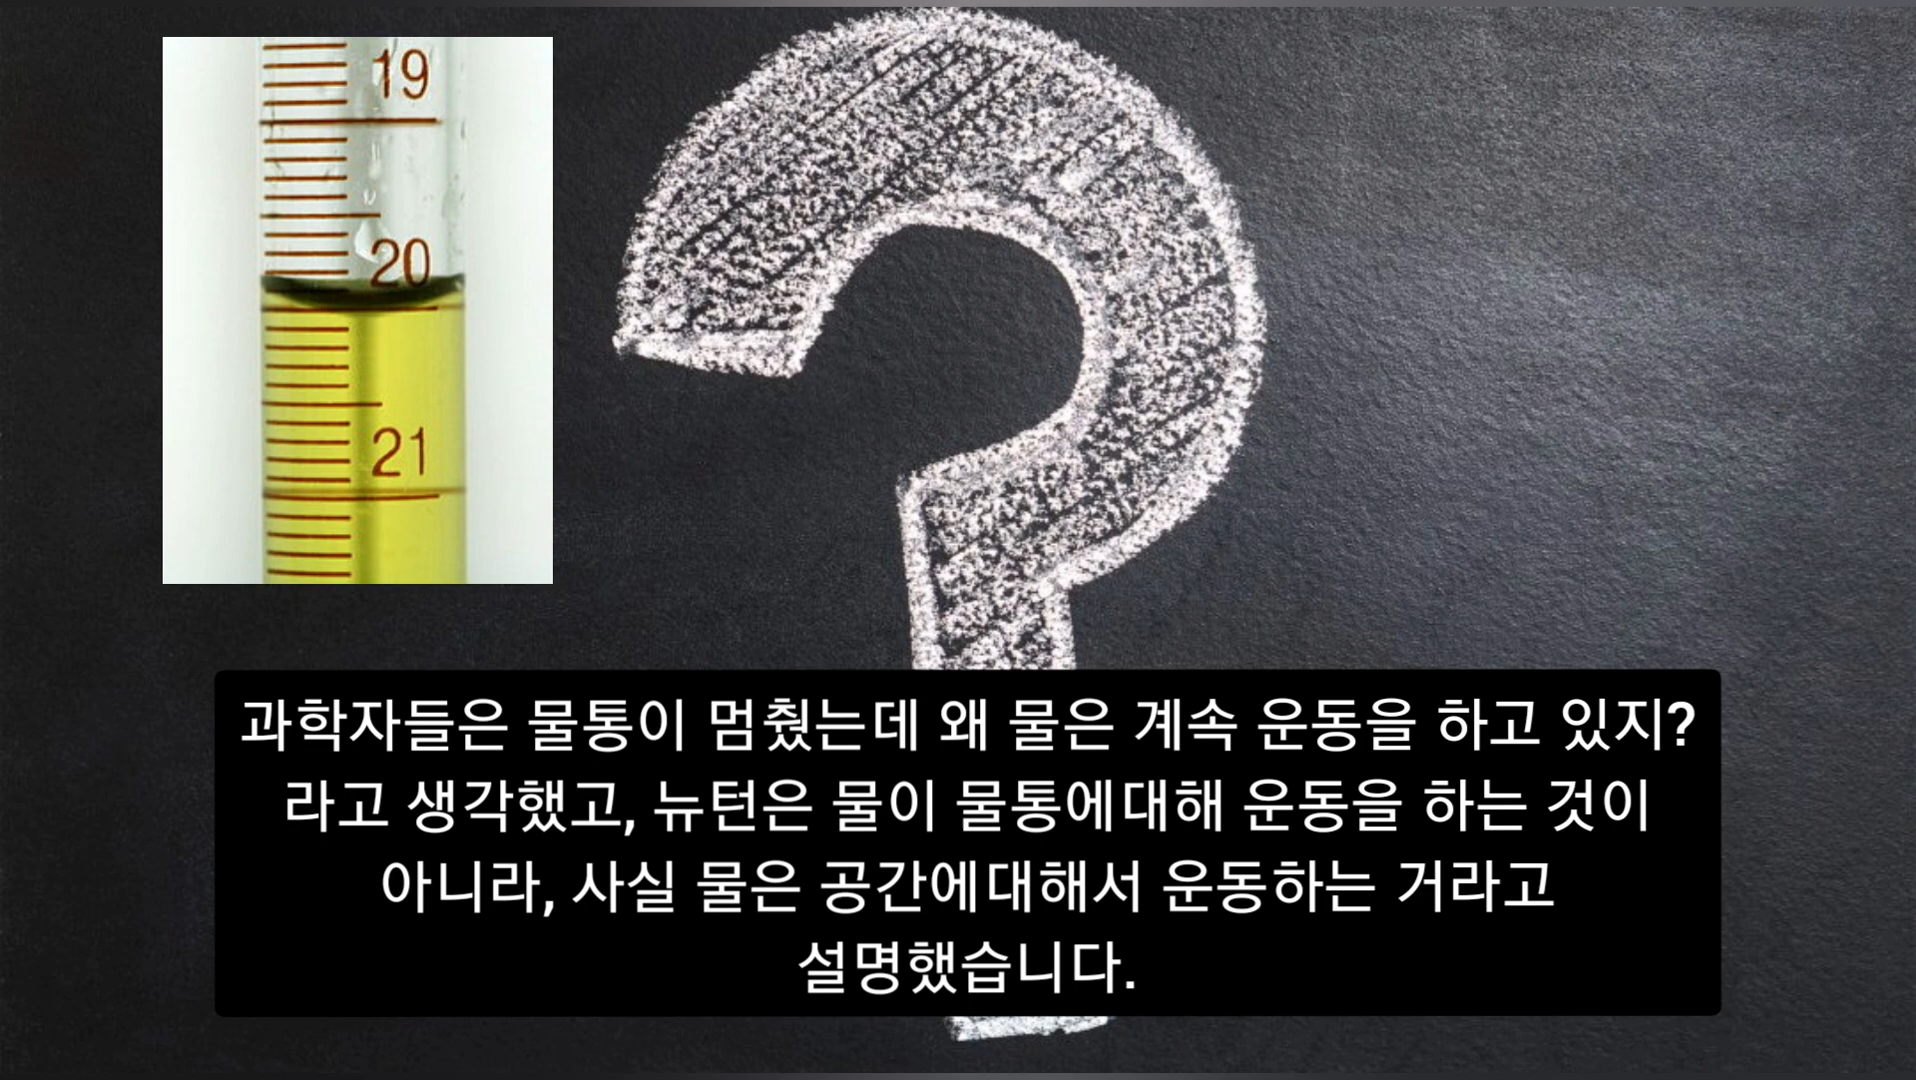 19
20
21
과학자들은 물통이 멈췄는데 왜 물은 계속 운동을 하고 있지?
라고 생각했고, 뉴턴은 물이 물통에대해 운동을 하는 것이
아니라, 사실 물은 공간에대해서 운동하는 거라고
설명했습니다.